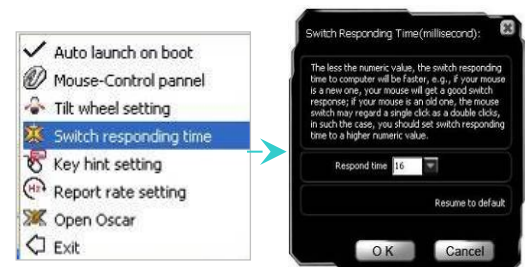 Auto launch on boot
Mouse-Control pannel
Tilt wheel setting
Switch responding time
Key hint setting
Report rate setting
Open Oscar
Exit
Switch Responding Time(millisecond):
The less the numeric value, the switch responding
time to computer will be faster, e.g., if your mouse
is a new one, your mouse will get a good switch
response; if your mouse is an old one, the mouse
switch may regard a single click as a double clicks,
in such the case, you should set switch responding
time to a higher numeric value.
Respond time 16
Resume to default
OK Cancel